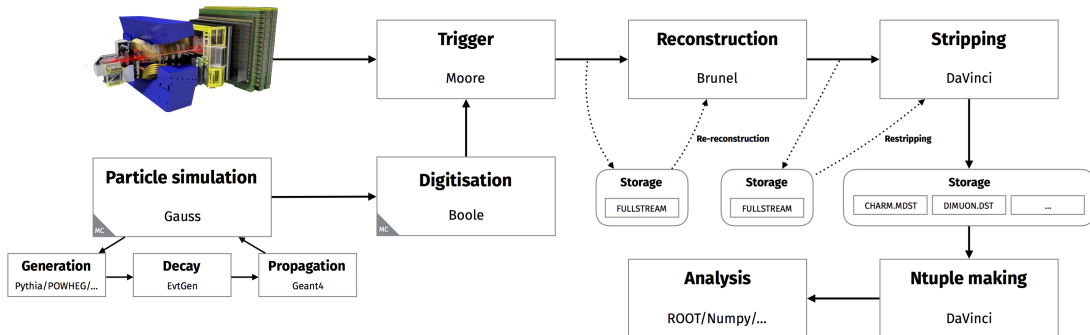 Trigger
Moore
Reconstruction
Brunel
Stripping
DaVinci
Re-reconstruction
Restripping
Particle simulation
Gauss
MC
Digitisation
Boole
MC
Storage
FULLSTREAM
Storage
FULLSTREAM
Storage
CHARM.MDST
DIMUON.DST
...
Generation
Pythia/POWHEG/...
Decay
EvtGen
Propagation
Geant4
Analysis
ROOT/Numpy/...
Ntuple making
DaVinci